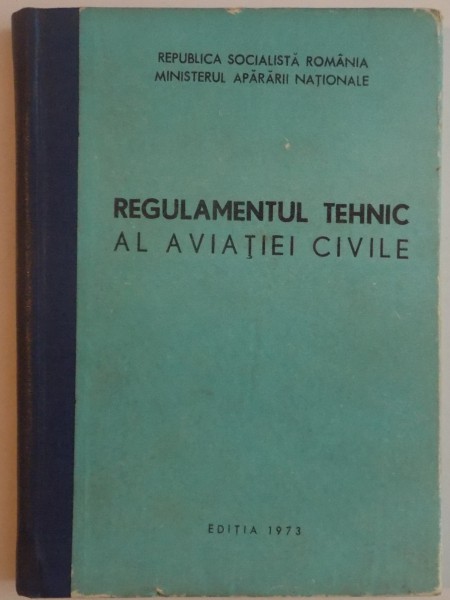 REPUBLICA SOCIALISTĂ ROMÂNIA
MINISTERUL APĂRĂRII NAȚIONALE
REGULAMENTUL TEHNIC
AL AVIAȚIEI CIVILE
EDIȚIA 1973